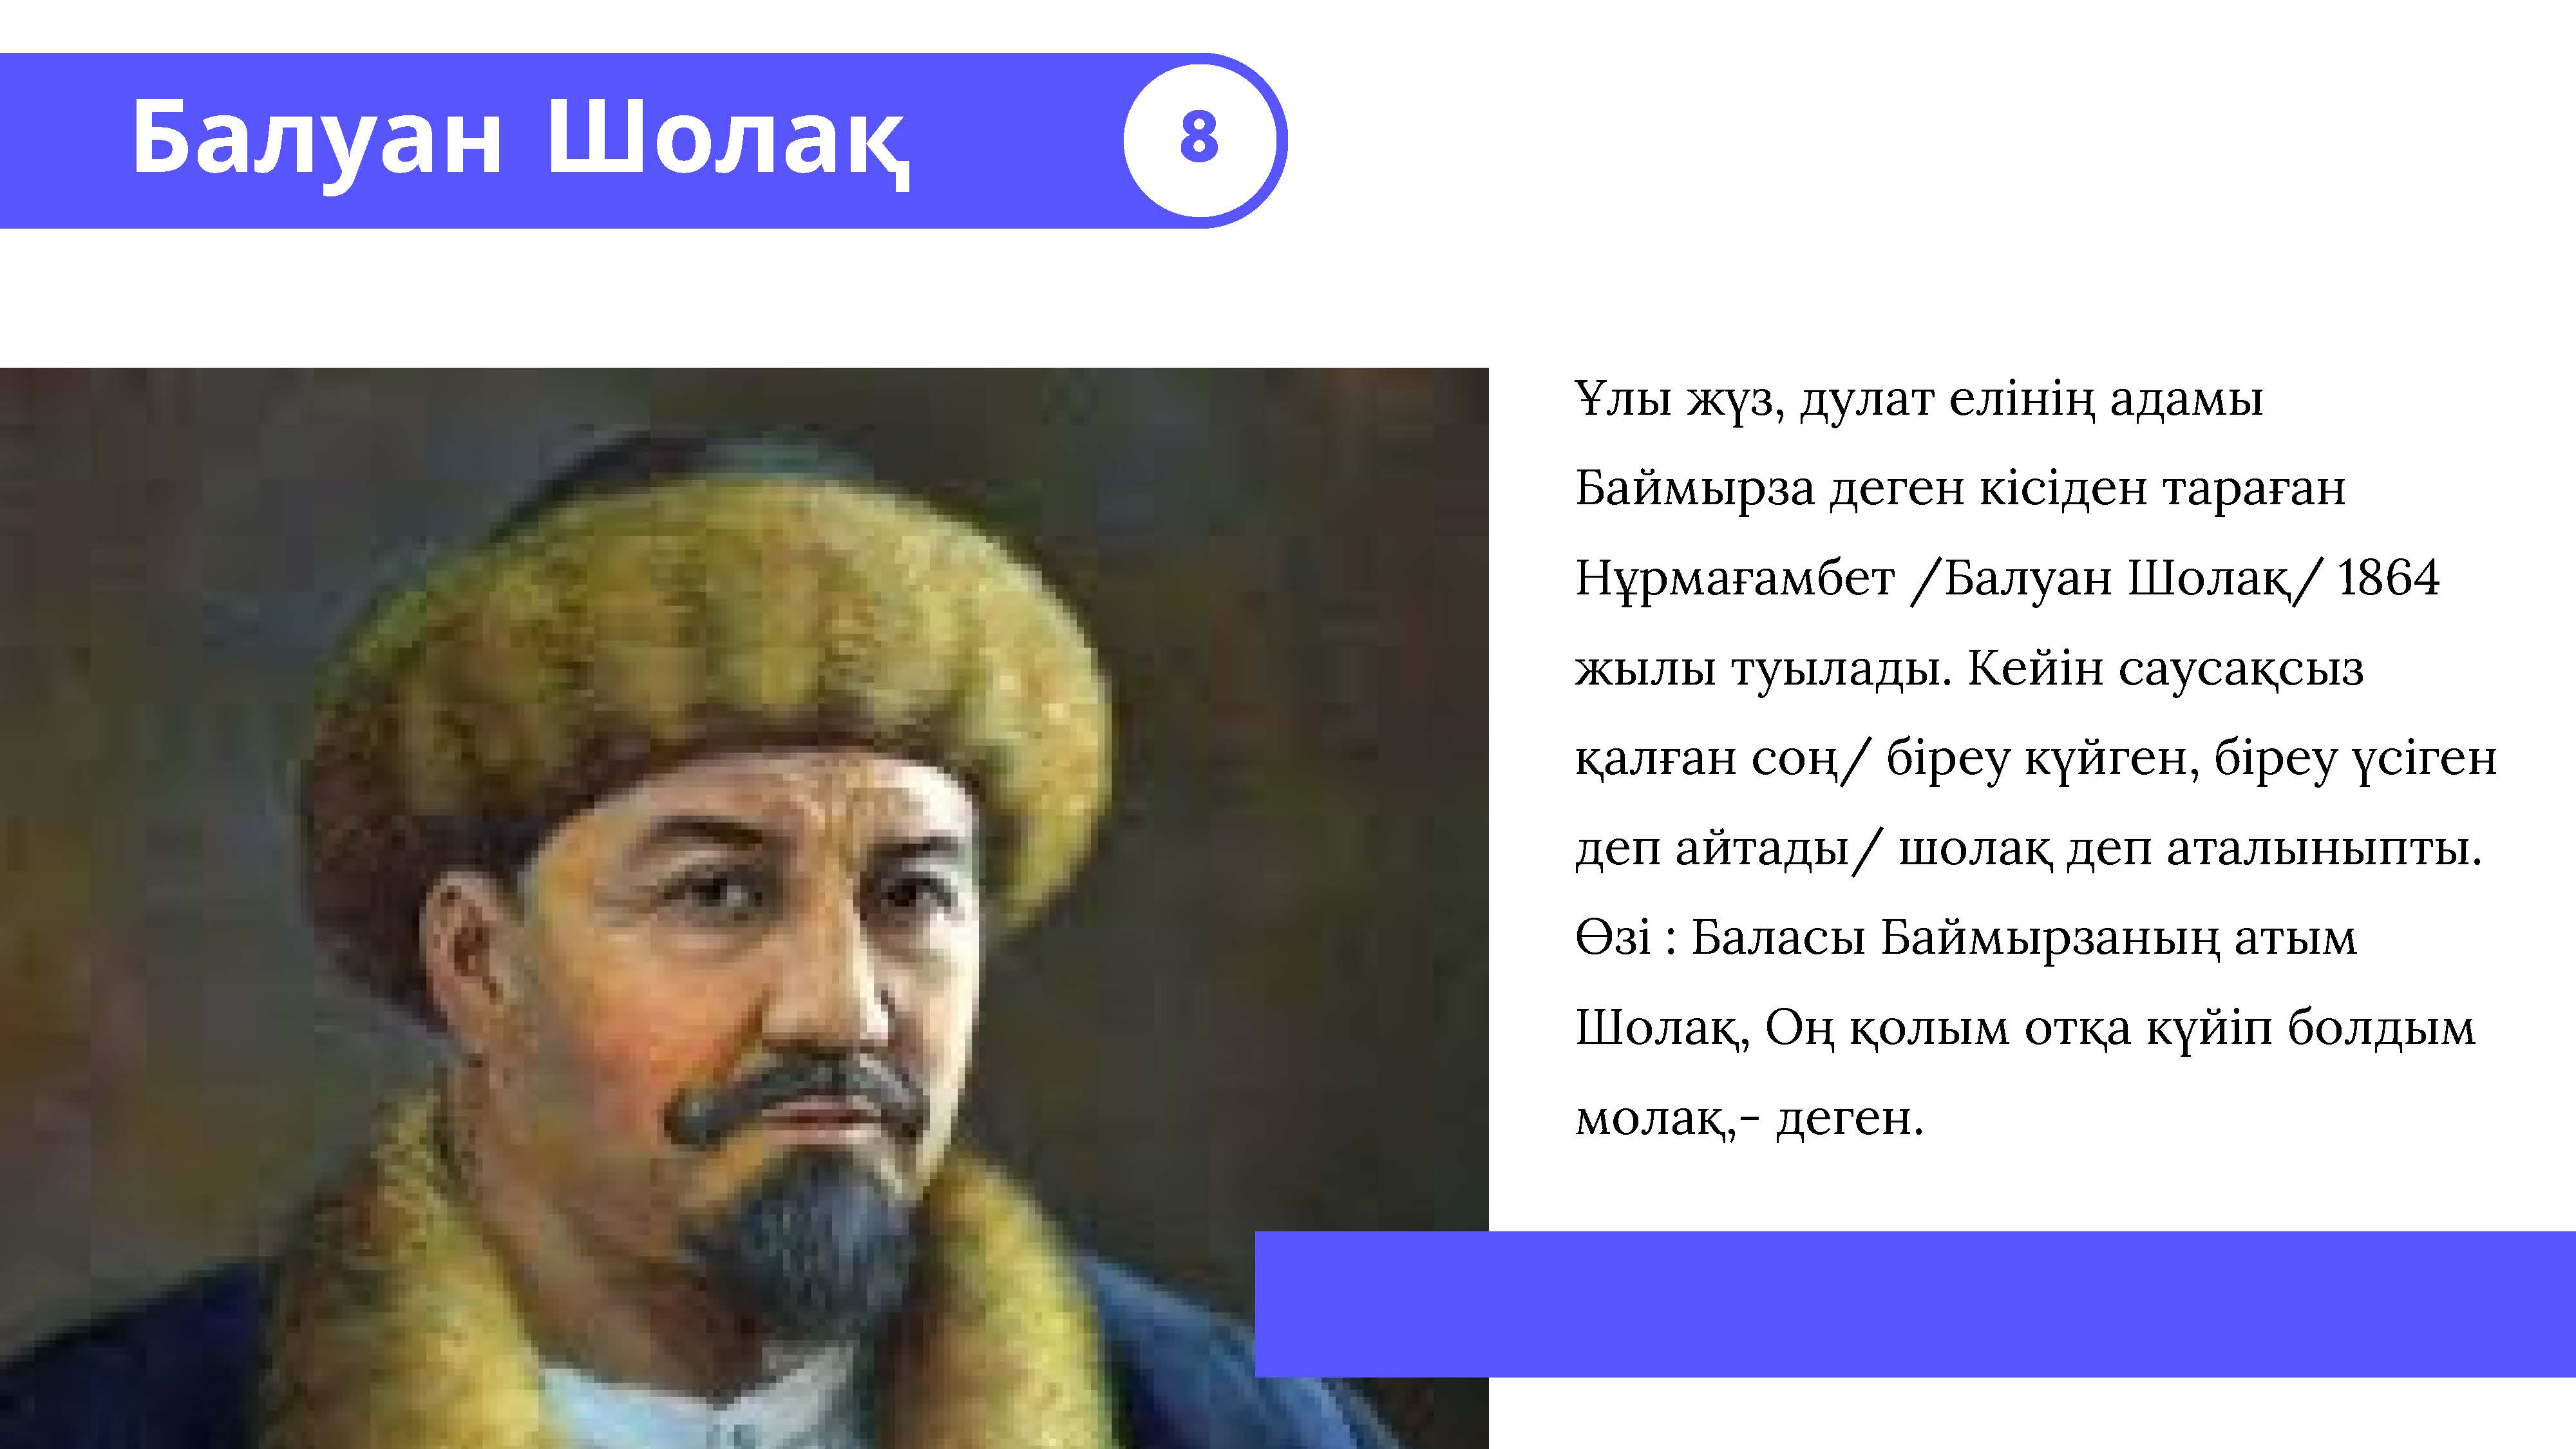 Балуан Шолақ
8
Ұлы жүз, дулат елінің адамы
Баймырза деген кісіден тараған
Нұрмағамбет /Балуан Шолақ/ 1864
жылы туылады. Кейін саусақсыз
қалған соң/ біреу күйген, біреу үсіген
деп айтады/ шолақ деп аталыныпты.
Өзі : Баласы Баймырзаның атым
Шолақ, Оң қолым отқа күйіп болдым
молақ,- деген.